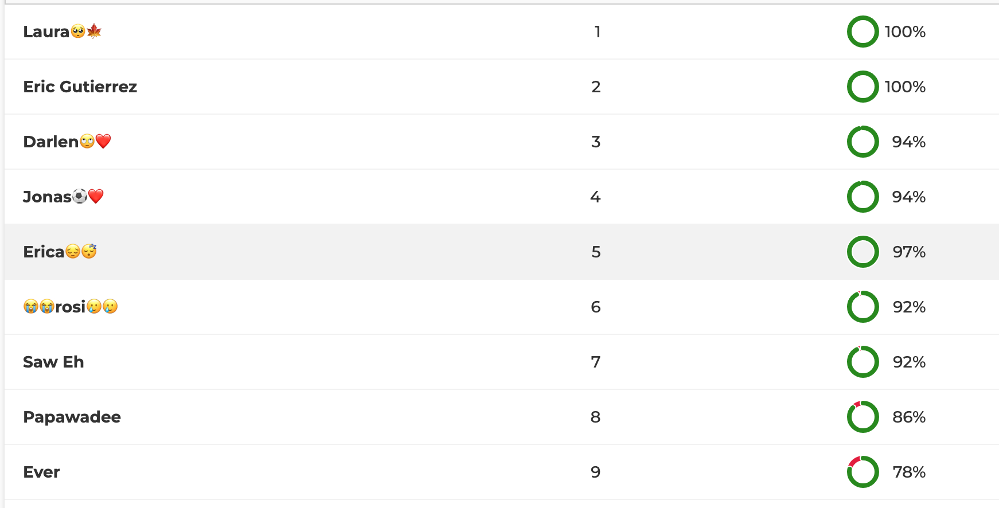 Laura🥺🍁 1 100%
Eric Gutierrez 2 100%
Darlen🙄❤️ 3 94%
Jonas⚽❤️ 4 94%
Erica😔😴 5 97%
😭😭rosi🥲🥲 6 92%
Saw Eh 7 92%
Papawadee 8 86%
Ever 9 78%